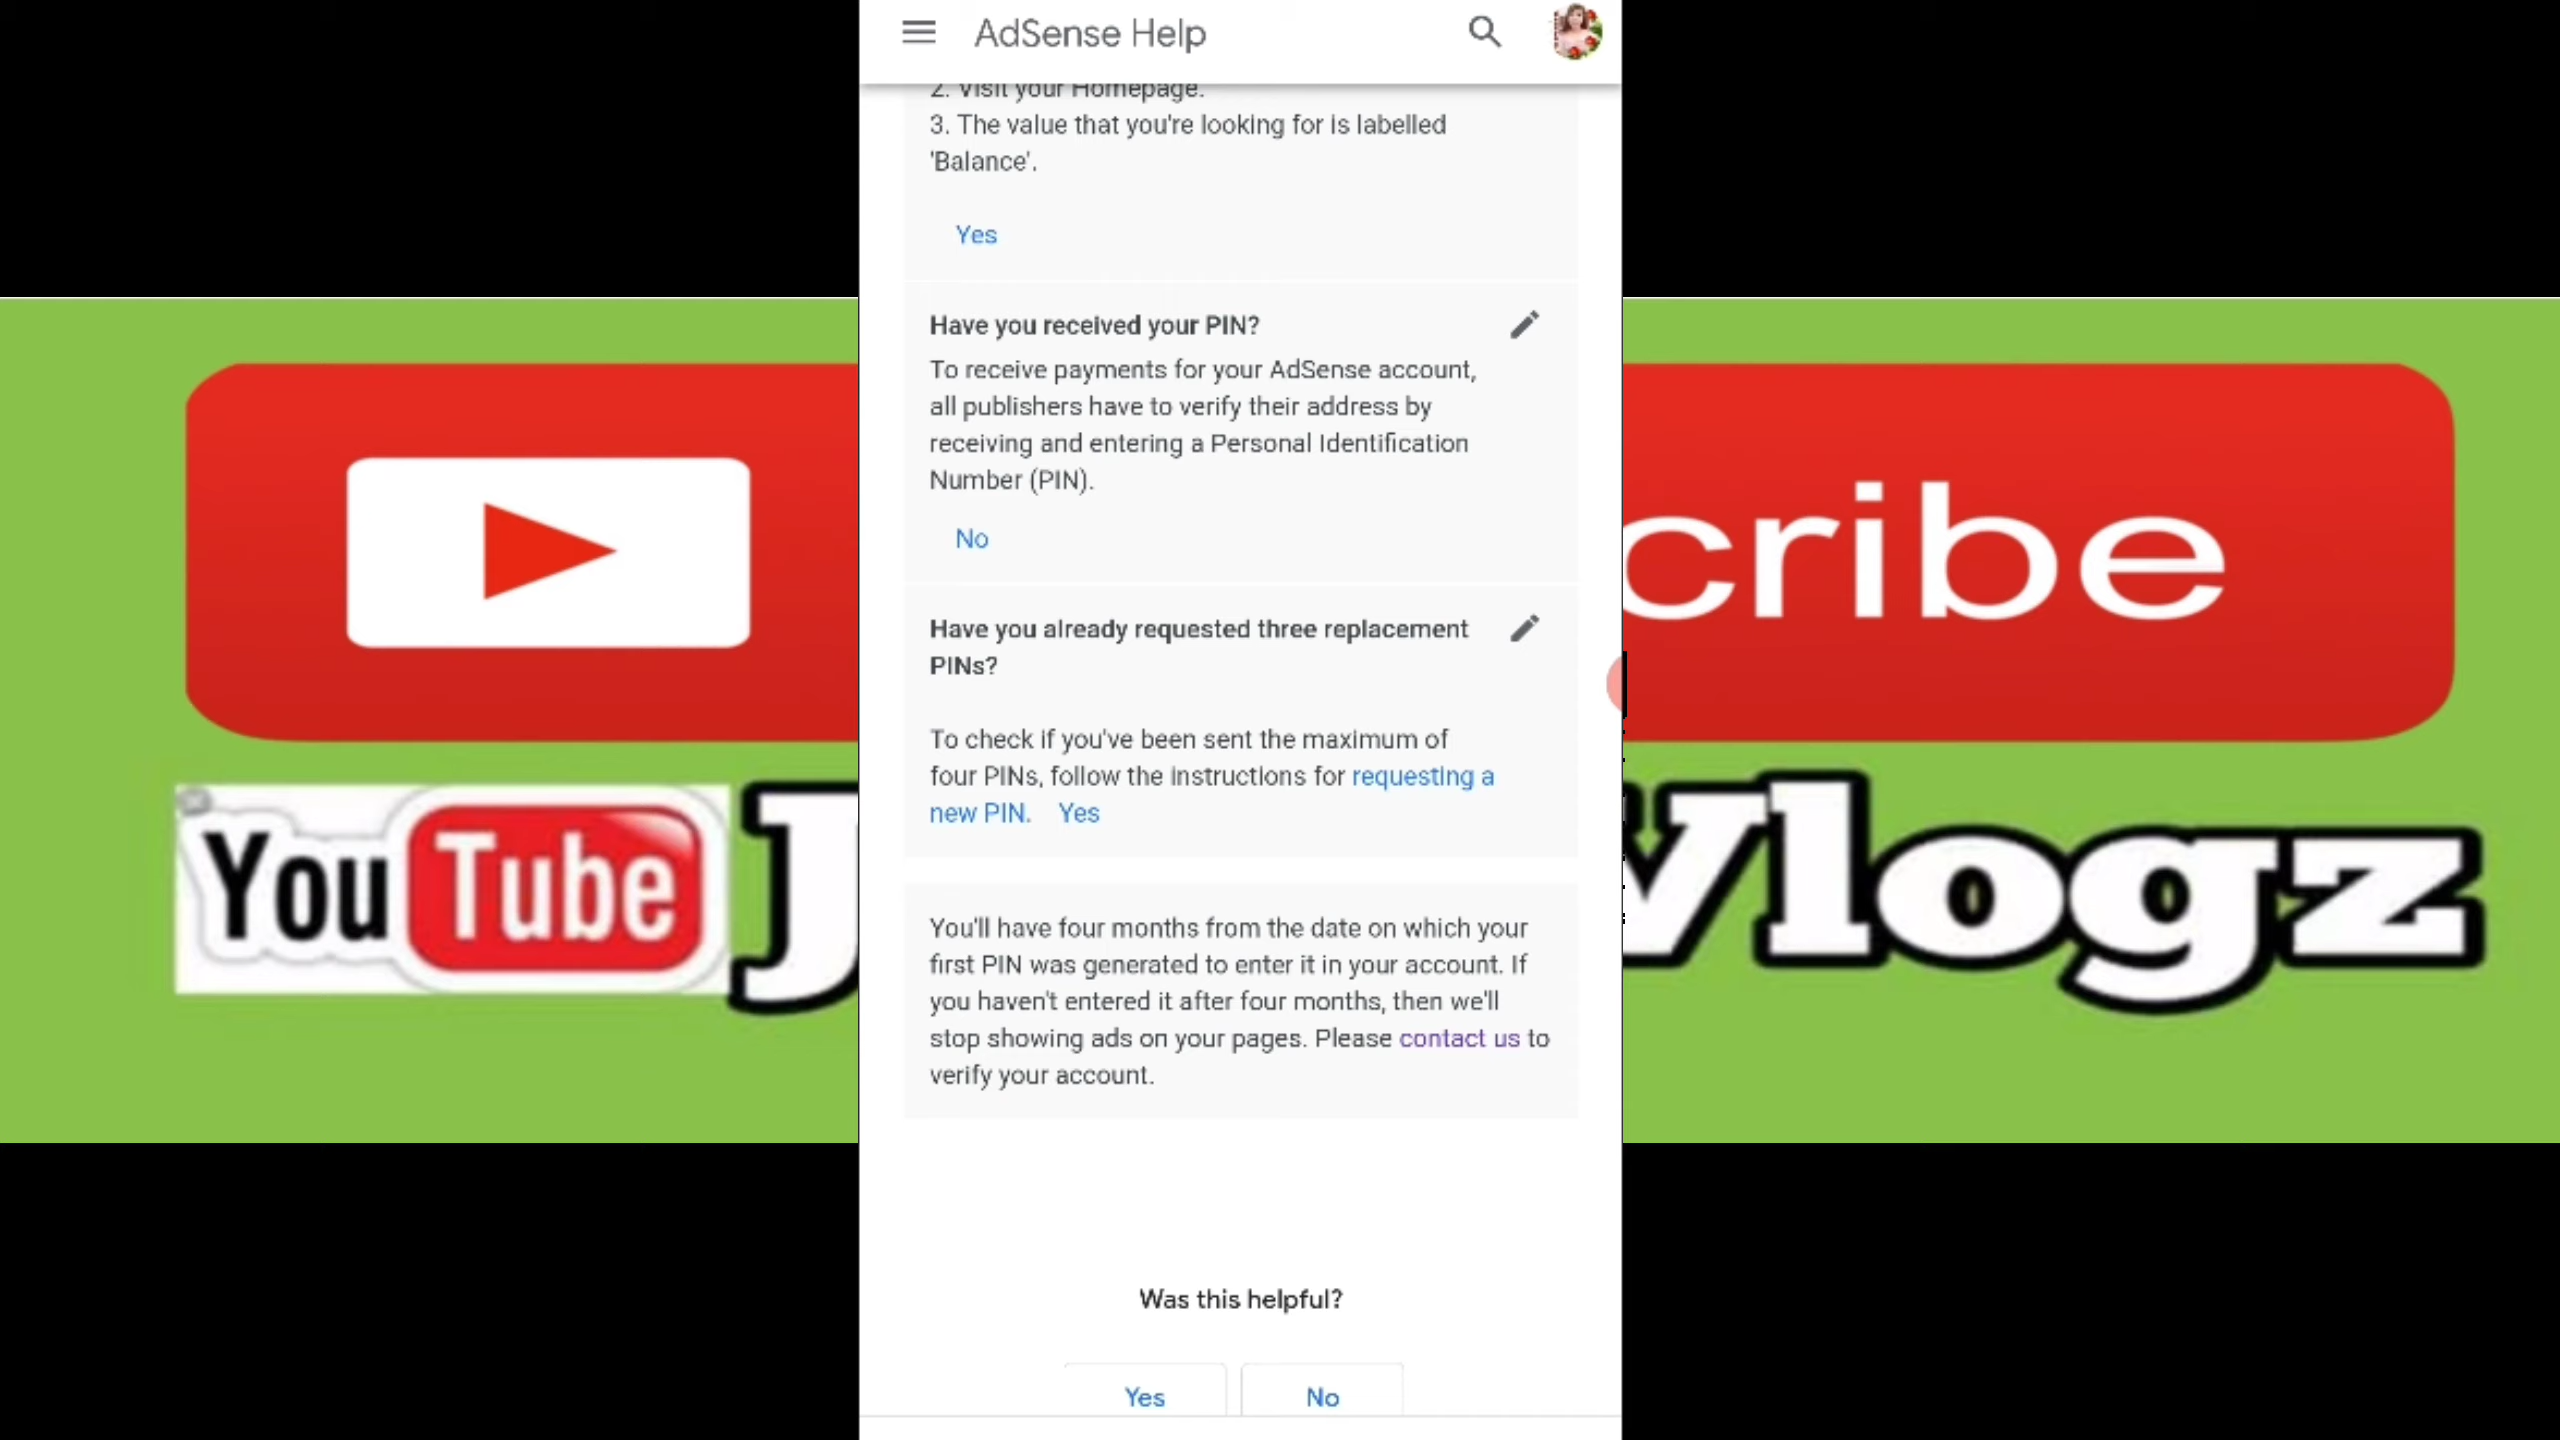 AdSense Help
2. Visit your Homepage.
3. The value that you're looking for is labelled
'Balance'.
Yes
Have you received your PIN?
To receive payments for your AdSense account,
all publishers have to verify their address by
receiving and entering a Personal Identification
Number (PIN).
No
Have you already requested three replacement
PINs?
To check if you've been sent the maximum of
four PINs, follow the instructions for requesting a
new PIN. Yes
You'll have four months from the date on which your
first PIN was generated to enter it in your account. If
you haven't entered it after four months, then we'll
stop showing ads on your pages. Please contact us to
verify your account.
Was this helpful?
Yes No
cribe
YouTube J
Vlogz